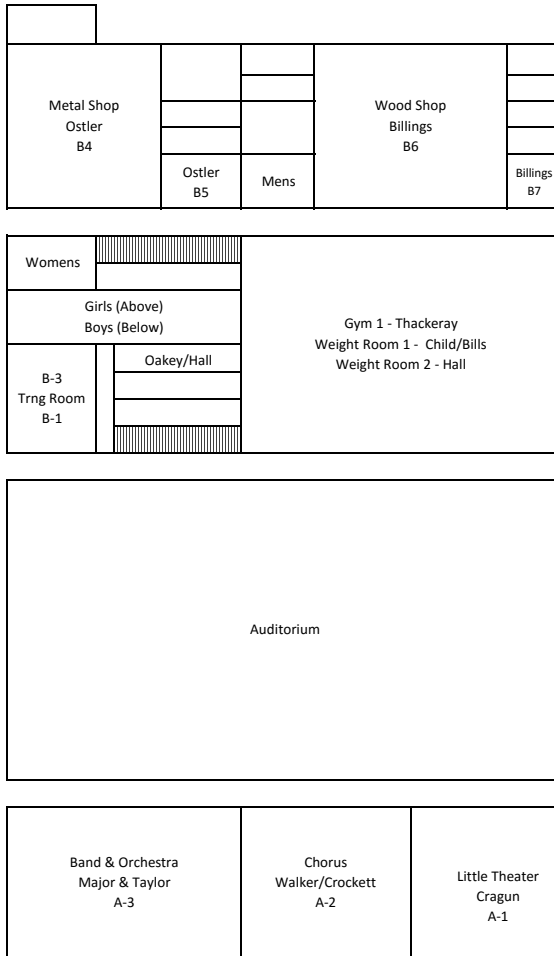 Metal Shop
Ostler
B4
Ostler
B5
Mens
Wood Shop
Billings
B6
Billings
B7
Womens
Girls (Above)
Boys (Below)
B-3
Trng Room
B-1
Oakey/Hall
Gym 1 - Thackeray
Weight Room 1 - Child/Bills
Weight Room 2 - Hall
Auditorium
Band & Orchestra
Major & Taylor
A-3
Chorus
Walker/Crockett
A-2
Little Theater
Cragun
A-1